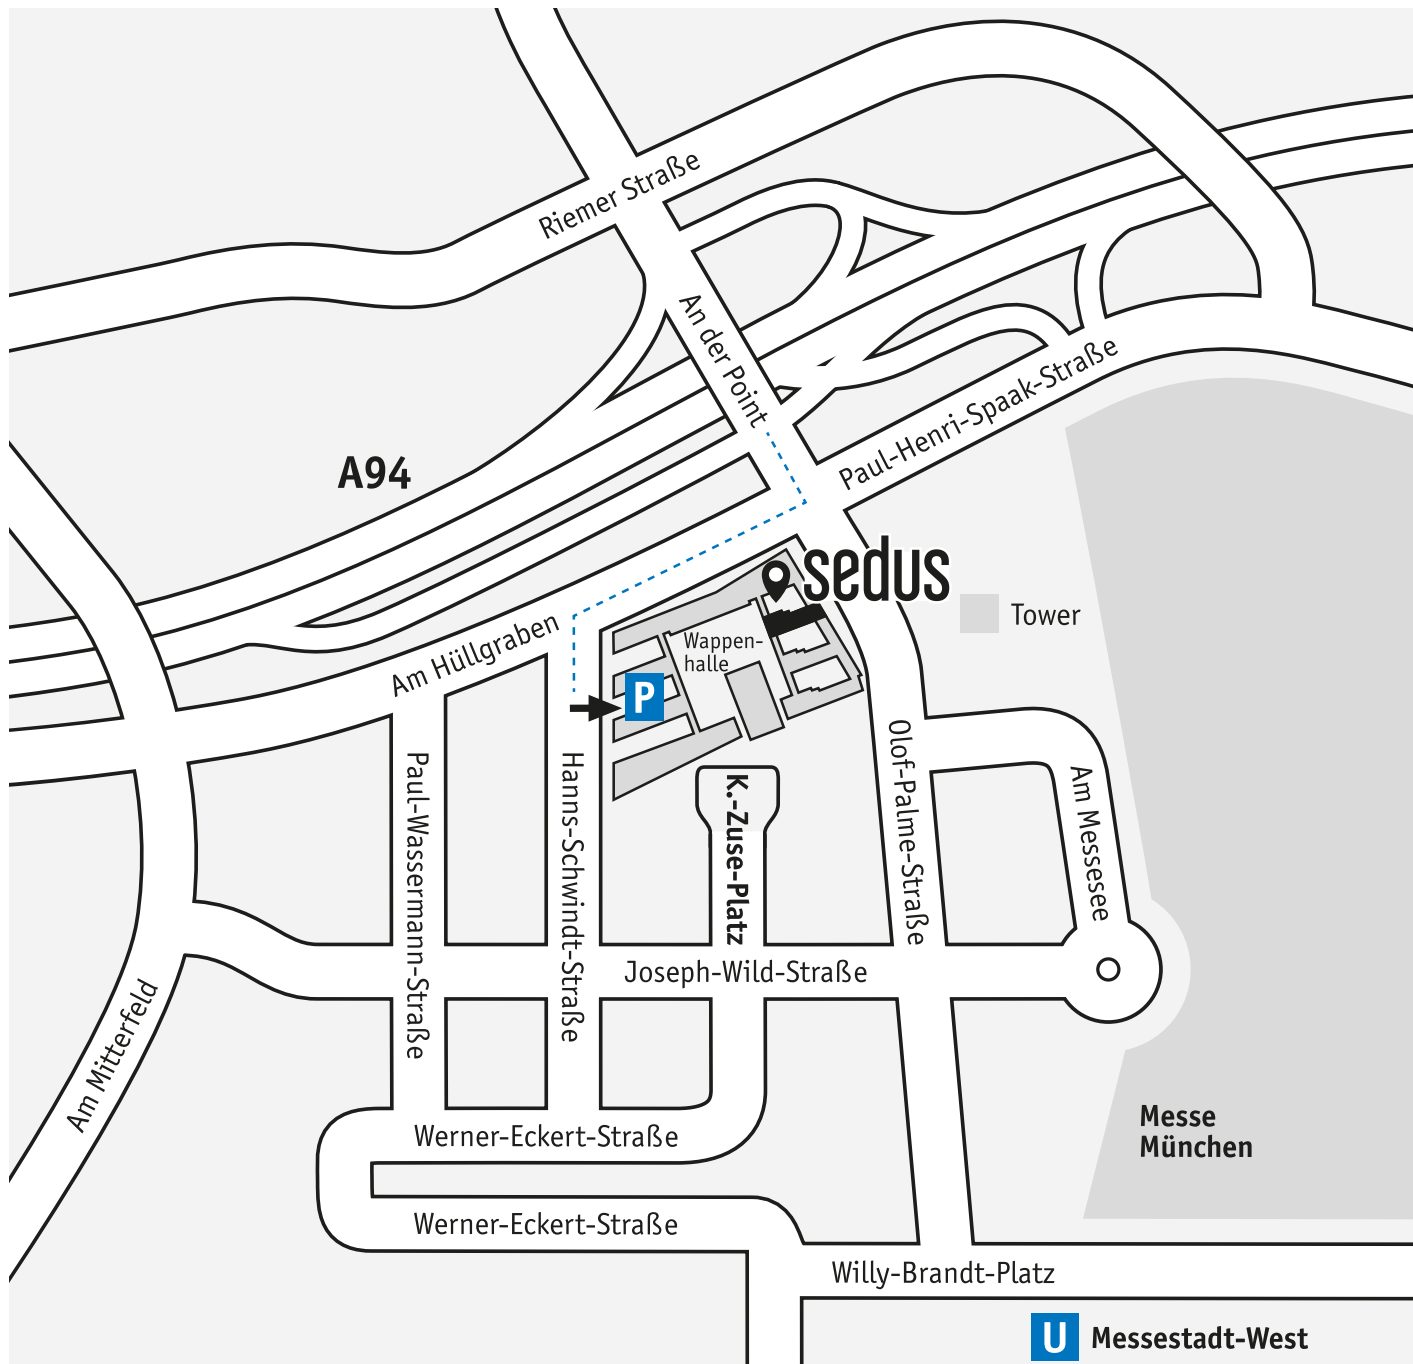 Riemer Straße
An der Point
Paul-Henri-Spaak-Straße
A94
sedus
Tower
Am Hüllgraben
Wappen-
halle
P
Paul-Wassermann-Straße
Hanns-Schwindt-Straße
K.-Zuse-Platz
Olof-Palme-Straße
Am Messesee
Joseph-Wild-Straße
Am Mitterfeld
Messe
München
Werner-Eckert-Straße
Werner-Eckert-Straße
Willy-Brandt-Platz
U Messestadt-West